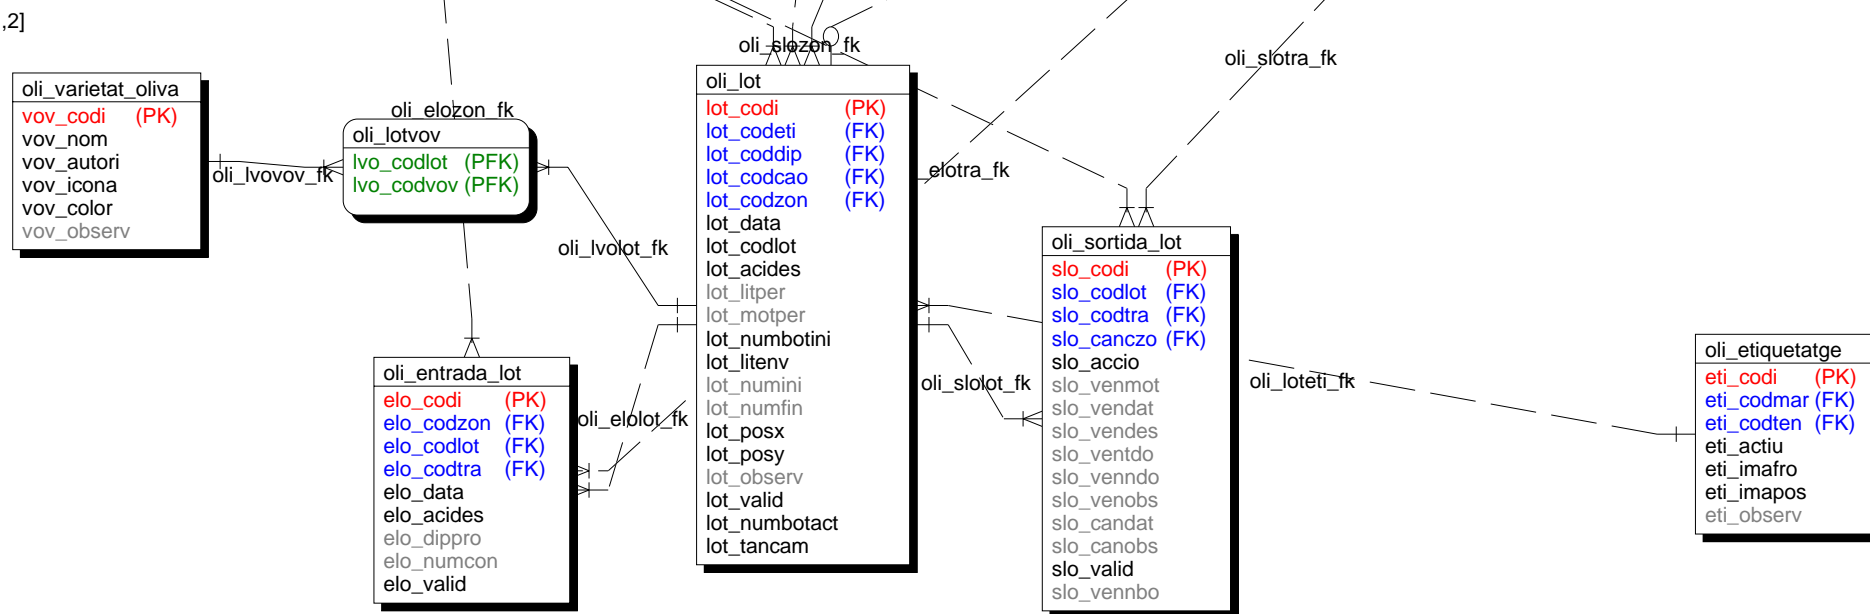 ,2]
oli_slozon_fk
oli_slotra_fk
oli_varietat_oliva
vov_codi (PK)
vov_nom
vov_autori
vov_icona
vov_color
vov_observ
oli_lvovov_fk
oli_elozon_fk
oli_lotvov
lvo_codlot (PFK)
lvo_codvov (PFK)
oli_lvolot_fk
oli_entrada_lot
elo_codi (PK)
elo_codzon (FK)
elo_codlot (FK)
elo_codtra (FK)
elo_data
elo_acides
elo_dippro
elo_numcon
elo_valid
oli_elolot_fk
oli_lot
lot_codi (PK)
lot_codeti (FK)
lot_coddip (FK)
lot_codcao (FK)
lot_codzon (FK)
lot_data
lot_codlot
lot_acides
lot_litper
lot_motper
lot_numbotini
lot_litenv
lot_numini
lot_numfin
lot_posx
lot_posy
lot_observ
lot_valid
lot_numbotact
lot_tancam
elotra_fk
oli_slolot_fk
oli_sortida_lot
slo_codi (PK)
slo_codlot (FK)
slo_codtra (FK)
slo_canczo (FK)
slo_accio
slo_venmot
slo_vendat
slo_vendes
slo_ventdo
slo_venndo
slo_venobs
slo_candat
slo_canobs
slo_valid
slo_vennbo
oli_loteti_fk
oli_etiquetatge
eti_codi (PK)
eti_codmar (FK)
eti_codten (FK)
eti_actiu
eti_imafro
eti_imapos
eti_observ